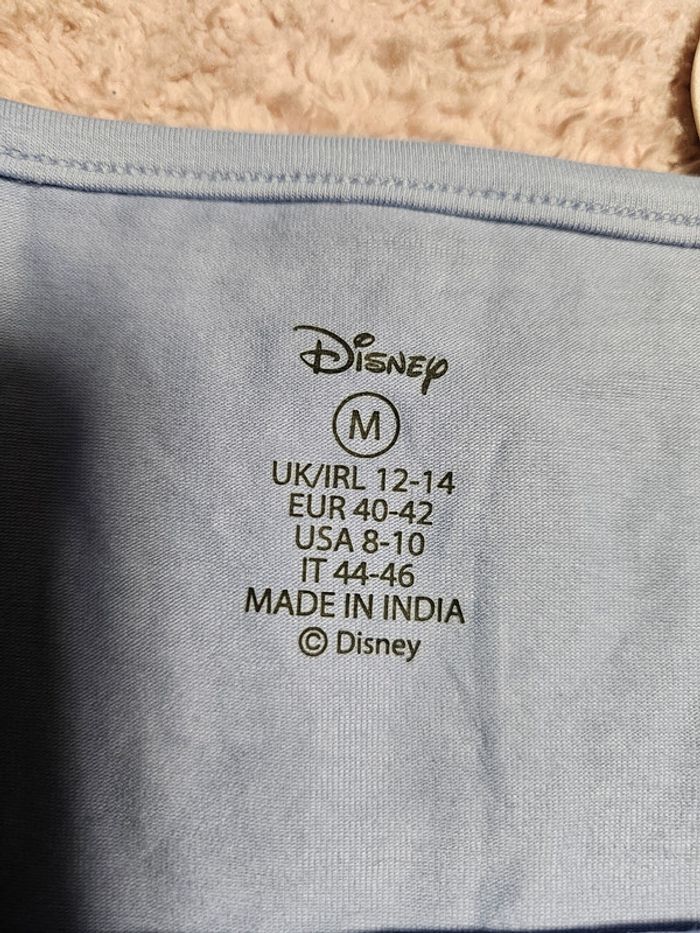 Disney
M
UK/IRL 12-14
EUR 40-42
USA 8-10
IT 44-46
MADE IN INDIA
© Disney